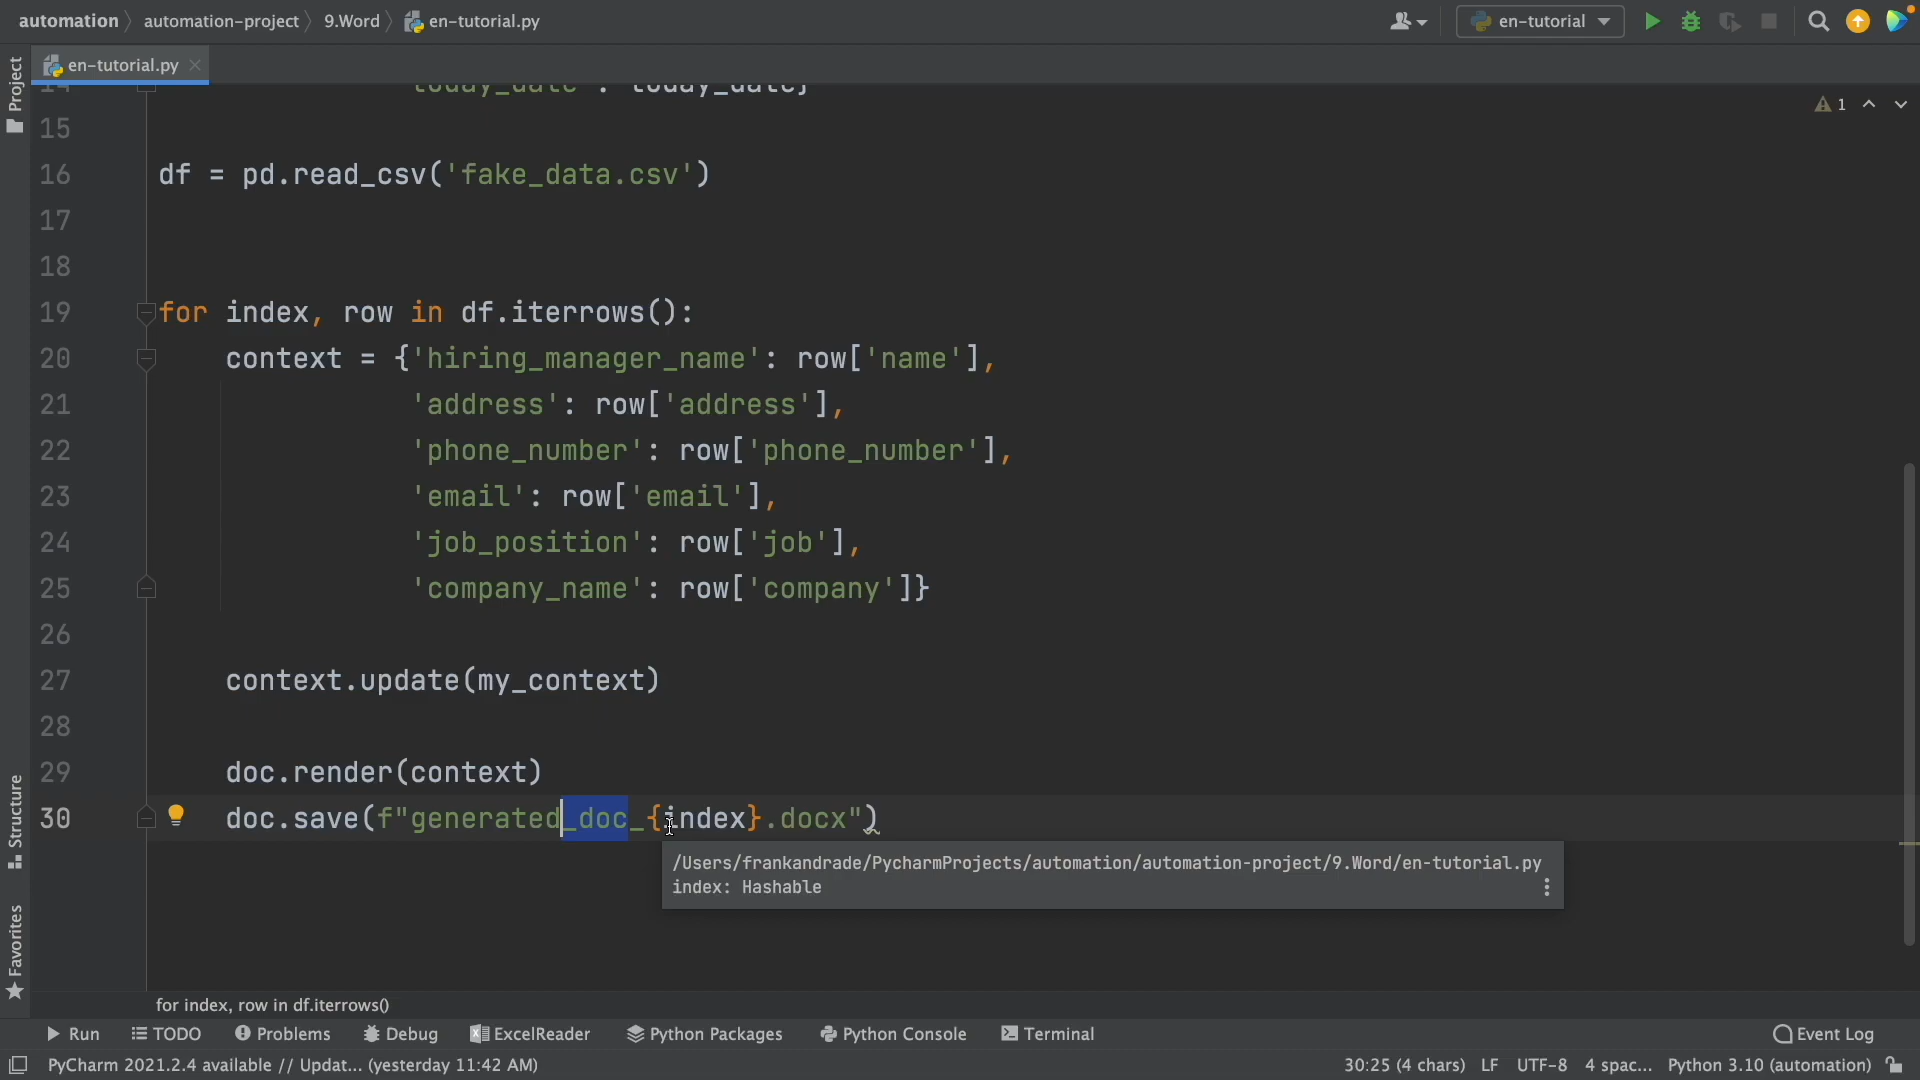 automation automation-project 9.Word en-tutorial.py en-tutorial
en-tutorial.py
Project
14 today_date : today_date}
1
15
16 df = pd.read_csv('fake_data.csv')
17
18
19 for index, row in df.iterrows():
20 context = {'hiring_manager_name': row['name'],
21 'address': row['address'],
22 'phone_number': row['phone_number'],
23 'email': row['email'],
24 'job_position': row['job'],
25 'company_name': row['company']}
26
27 context.update(my_context)
28
29 doc.render(context)
30 doc.save(f"generated_doc_{index}.docx")
/Users/frankandrade/PycharmProjects/automation/automation-project/9.Word/en-tutorial.py
index: Hashable
Structure
Favorites
for index, row in df.iterrows()
Run TODO Problems Debug ExcelReader Python Packages Python Console Terminal Event Log
PyCharm 2021.2.4 available // Updat... (yesterday 11:42 AM) 30:25 (4 chars) LF UTF-8 4 spac... Python 3.10 (automation)